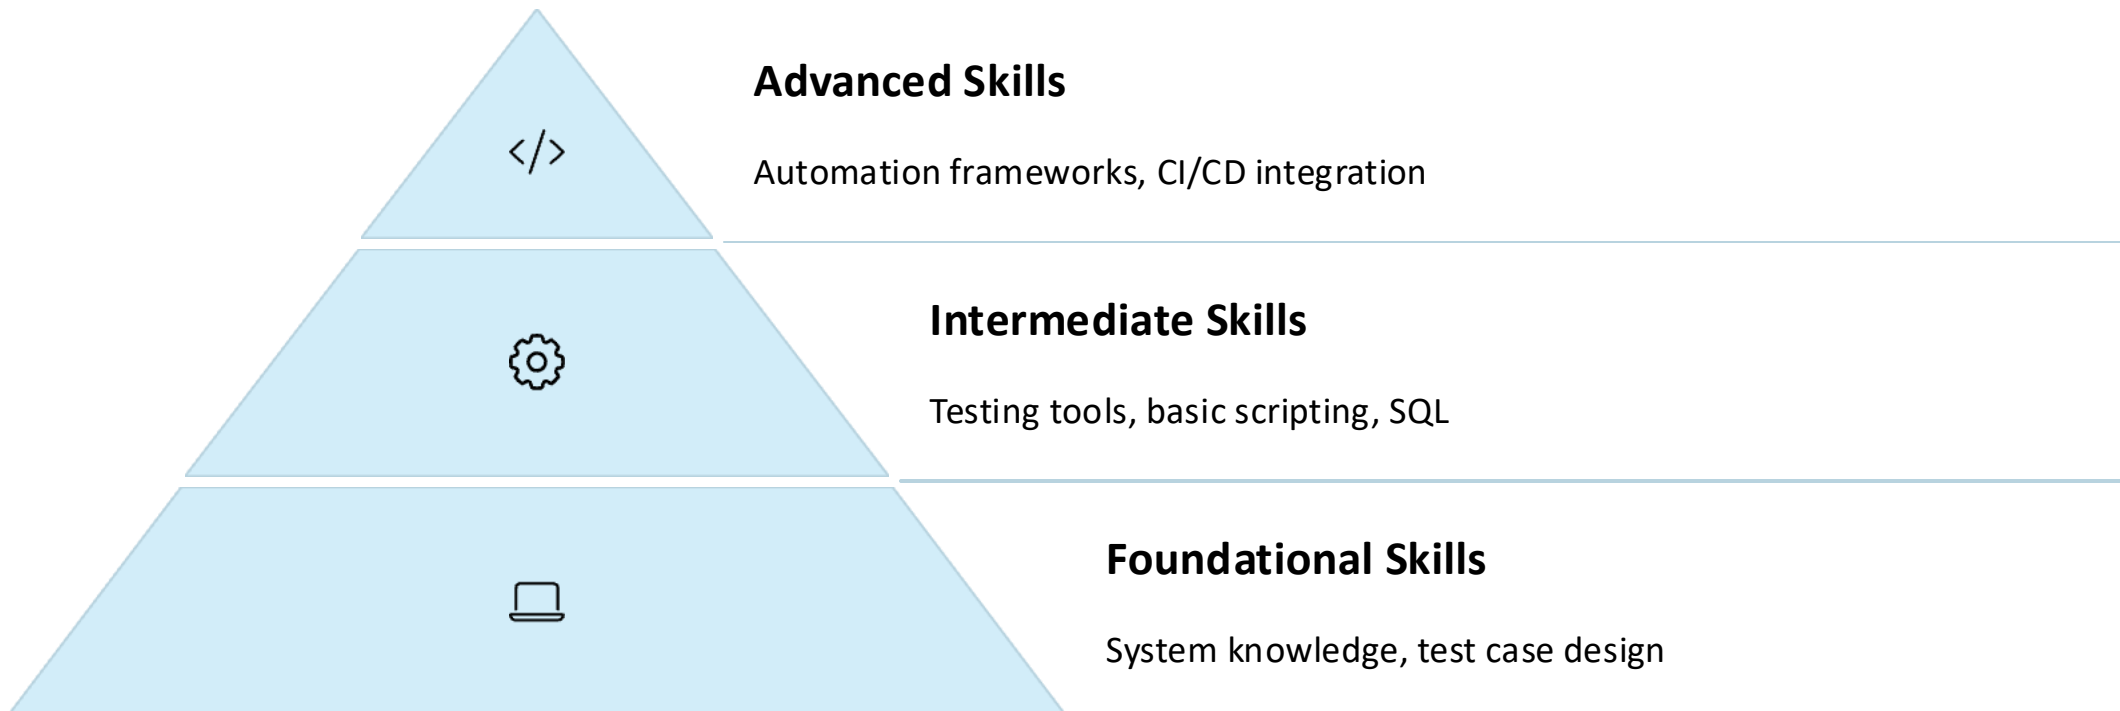 Advanced Skills
Automation frameworks, CI/CD integration
Intermediate Skills
Testing tools, basic scripting, SQL
Foundational Skills
System knowledge, test case design